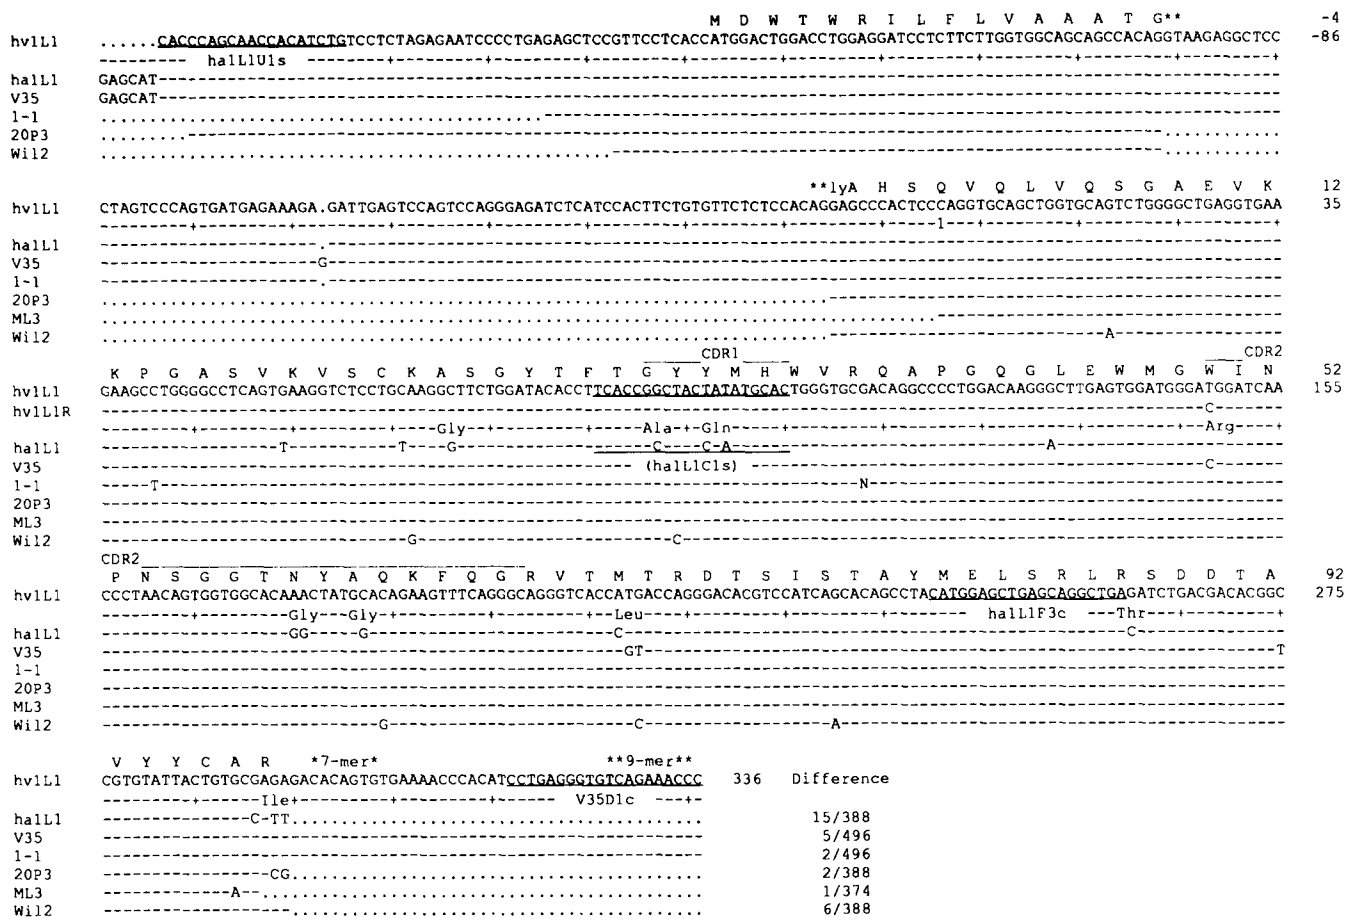 M D W T W R I L F L V A A A T G** -4
hv1L1 ......CACCCAGCAACCACATCTGTCCTCTAGAGAATCCCCTGAGAGCTCCGTTCCTCACCATGGACTGGACCTGGAGGATCCTCTTCTTGGTGGCAGCAGCCACAGGTAAGAGGCTCC -86
--------- ha1L1U1s -----+---------+---------+---------+---------+---------+---------+---------+---------+---------+
ha1L1 GAGCAT------------------------------------------------------------------------------------------------------------------
V35 GAGCAT------------------------------------------------------------------------------------------------------------------
1-1 .............................................---------------------------------------------------------------------------
20P3 .........---------------------------------------------------------------------------------------------------............
Wil2 ....................................................--------------------------------------------------------............
**lyA H S Q V Q L V Q S G A E V K 12
hv1L1 CTAGTCCCAGTGATGAGAAAGA.GATTGAGTCCAGTCCAGGGAGATCTCATCCACTTCTGTGTTCTCTCCACAGGAGCCCACTCCCAGGTGCAGCTGGTGCAGTCTGGGGCTGAGGTGAA 35
---------+---------+---------+---------+---------+---------+---------+---------+-----1---+---------+---------+---------+
ha1L1 ----------------------.-------------------------------------------------------------------------------------------------
V35 ----------------------G-------------------------------------------------------------------------------------------------
1-1 ----------------------.-------------------------------------------------------------------------------------------------
20P3 ..........................................................................----------------------------------------------
ML3 .....................................................................................-----------------------------------
Wil2 ..........................................................................----------------------------A-----------------
CDR1 CDR2
K P G A S V K V S C K A S G Y T F T G Y Y M H W V R Q A P G Q G L E W M G W I N 52
hv1L1 GAAGCCTGGGGCCTCAGTGAAGGTCTCCTGCAAGGCTTCTGGATACACCTTCACCGGCTACTATATGCACTGGGTGCGACAGGCCCCTGGACAAGGGCTTGAGTGGATGGGATGGATCAA 155
hv1L1R ----------------------------------------------------------------------------------------------------------------C-------
---------+---------+---------+----Gly--+---------+-----Ala-+-Gln-----+---------+---------+---------+---------+--Arg--+
ha1L1 ------------------T-----------T----G--------------------C----C-A--------------------------------A-----------------------
V35 ------ (ha1L1C1s) ------C-------
1-1 -----T-----------------------------------------------------------------------N------------------------------------------
20P3 ------------------------------------------------------------------------------------------------------------------------
ML3 ------------------------------------------------------------------------------------------------------------------------
Wil2 -------------------------------G--------------------------C-------------------------------------------------------------
CDR2
P N S G G T N Y A Q K F Q G R V T M T R D T S I S T A Y M E L S R L R S D D T A 92
hv1L1 CCCTAACAGTGGTGGCACAAACTATGCACAGAAGTTTCAGGGCAGGGTCACCATGACCAGGGACACGTCCATCAGCACAGCCTACATGGAGCTGAGCAGGCTGAGATCTGACGACACGGC 275
---------+---------Gly---Gly--+---------+---------+--Leu----+---------+---------+------ ha1L1F3c --Thr----+---------+
ha1L1 -------------------GG-----G-------------------------C---------------------------------------------------C---------------
V35 -----------------------------------------------------GT----------------------------------------------------------------T
1-1 ------------------------------------------------------------------------------------------------------------------------
20P3 ------------------------------------------------------------------------------------------------------------------------
ML3 ------------------------------------------------------------------------------------------------------------------------
Wil2 ----------------------------G-------------------------C-------------------A---------------------------------------------
V Y Y C A R *7-mer* **9-mer**
hv1L1 CGTGTATTACTGTGCGAGAGACACAGTGTGAAAACCCACATCCTGAGGGTGTCAGAAACCC 336 Difference
---------+------Ile+---------+---------+------ V35D1c ---+-
ha1L1 ---------------C-TT.......................................... 15/388
V35 ------------------------------------------------------------- 5/496
1-1 ------------------------------------------------------------- 2/496
20P3 -----------------CG.......................................... 2/388
ML3 -------------A--............................................. 1/374
Wil2 -------------------.......................................... 6/388